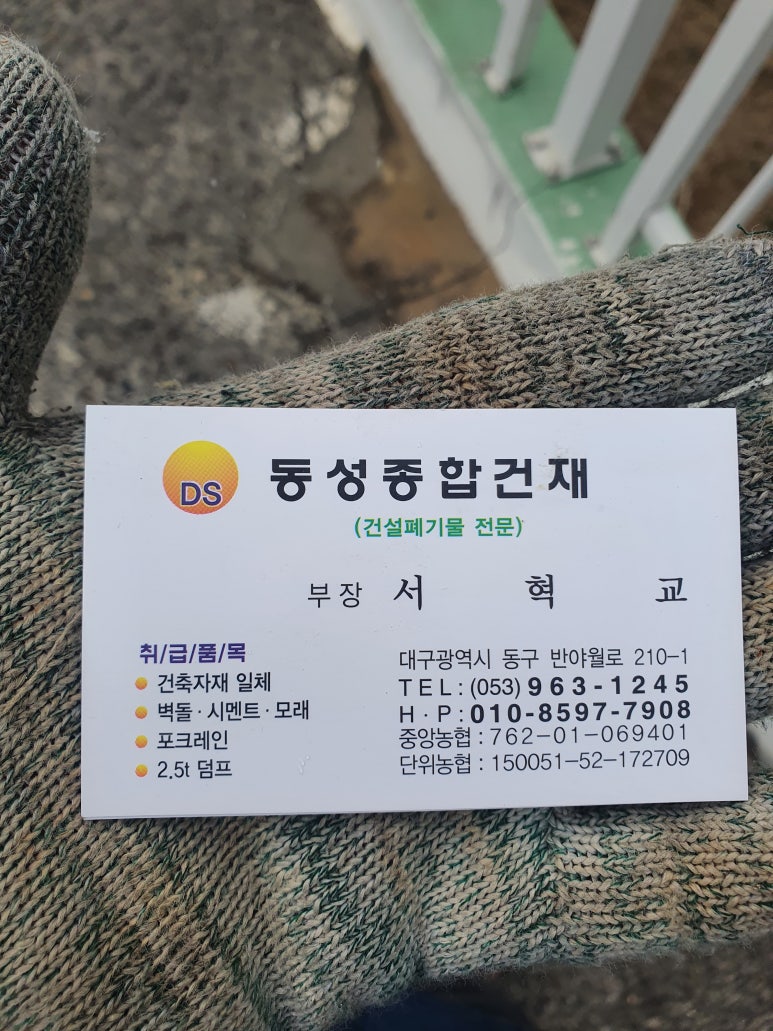 DS 동성종합건재
(건설폐기물 전문)
부장 서혁교
취/급/품/목
건축자재 일체
벽돌·시멘트·모래
포크레인
2.5t 덤프
대구광역시 동구 반야월로 210-1
TEL:(053)963-1245
H·P:010-8597-7908
중앙농협:762-01-069401
단위농협:150051-52-172709